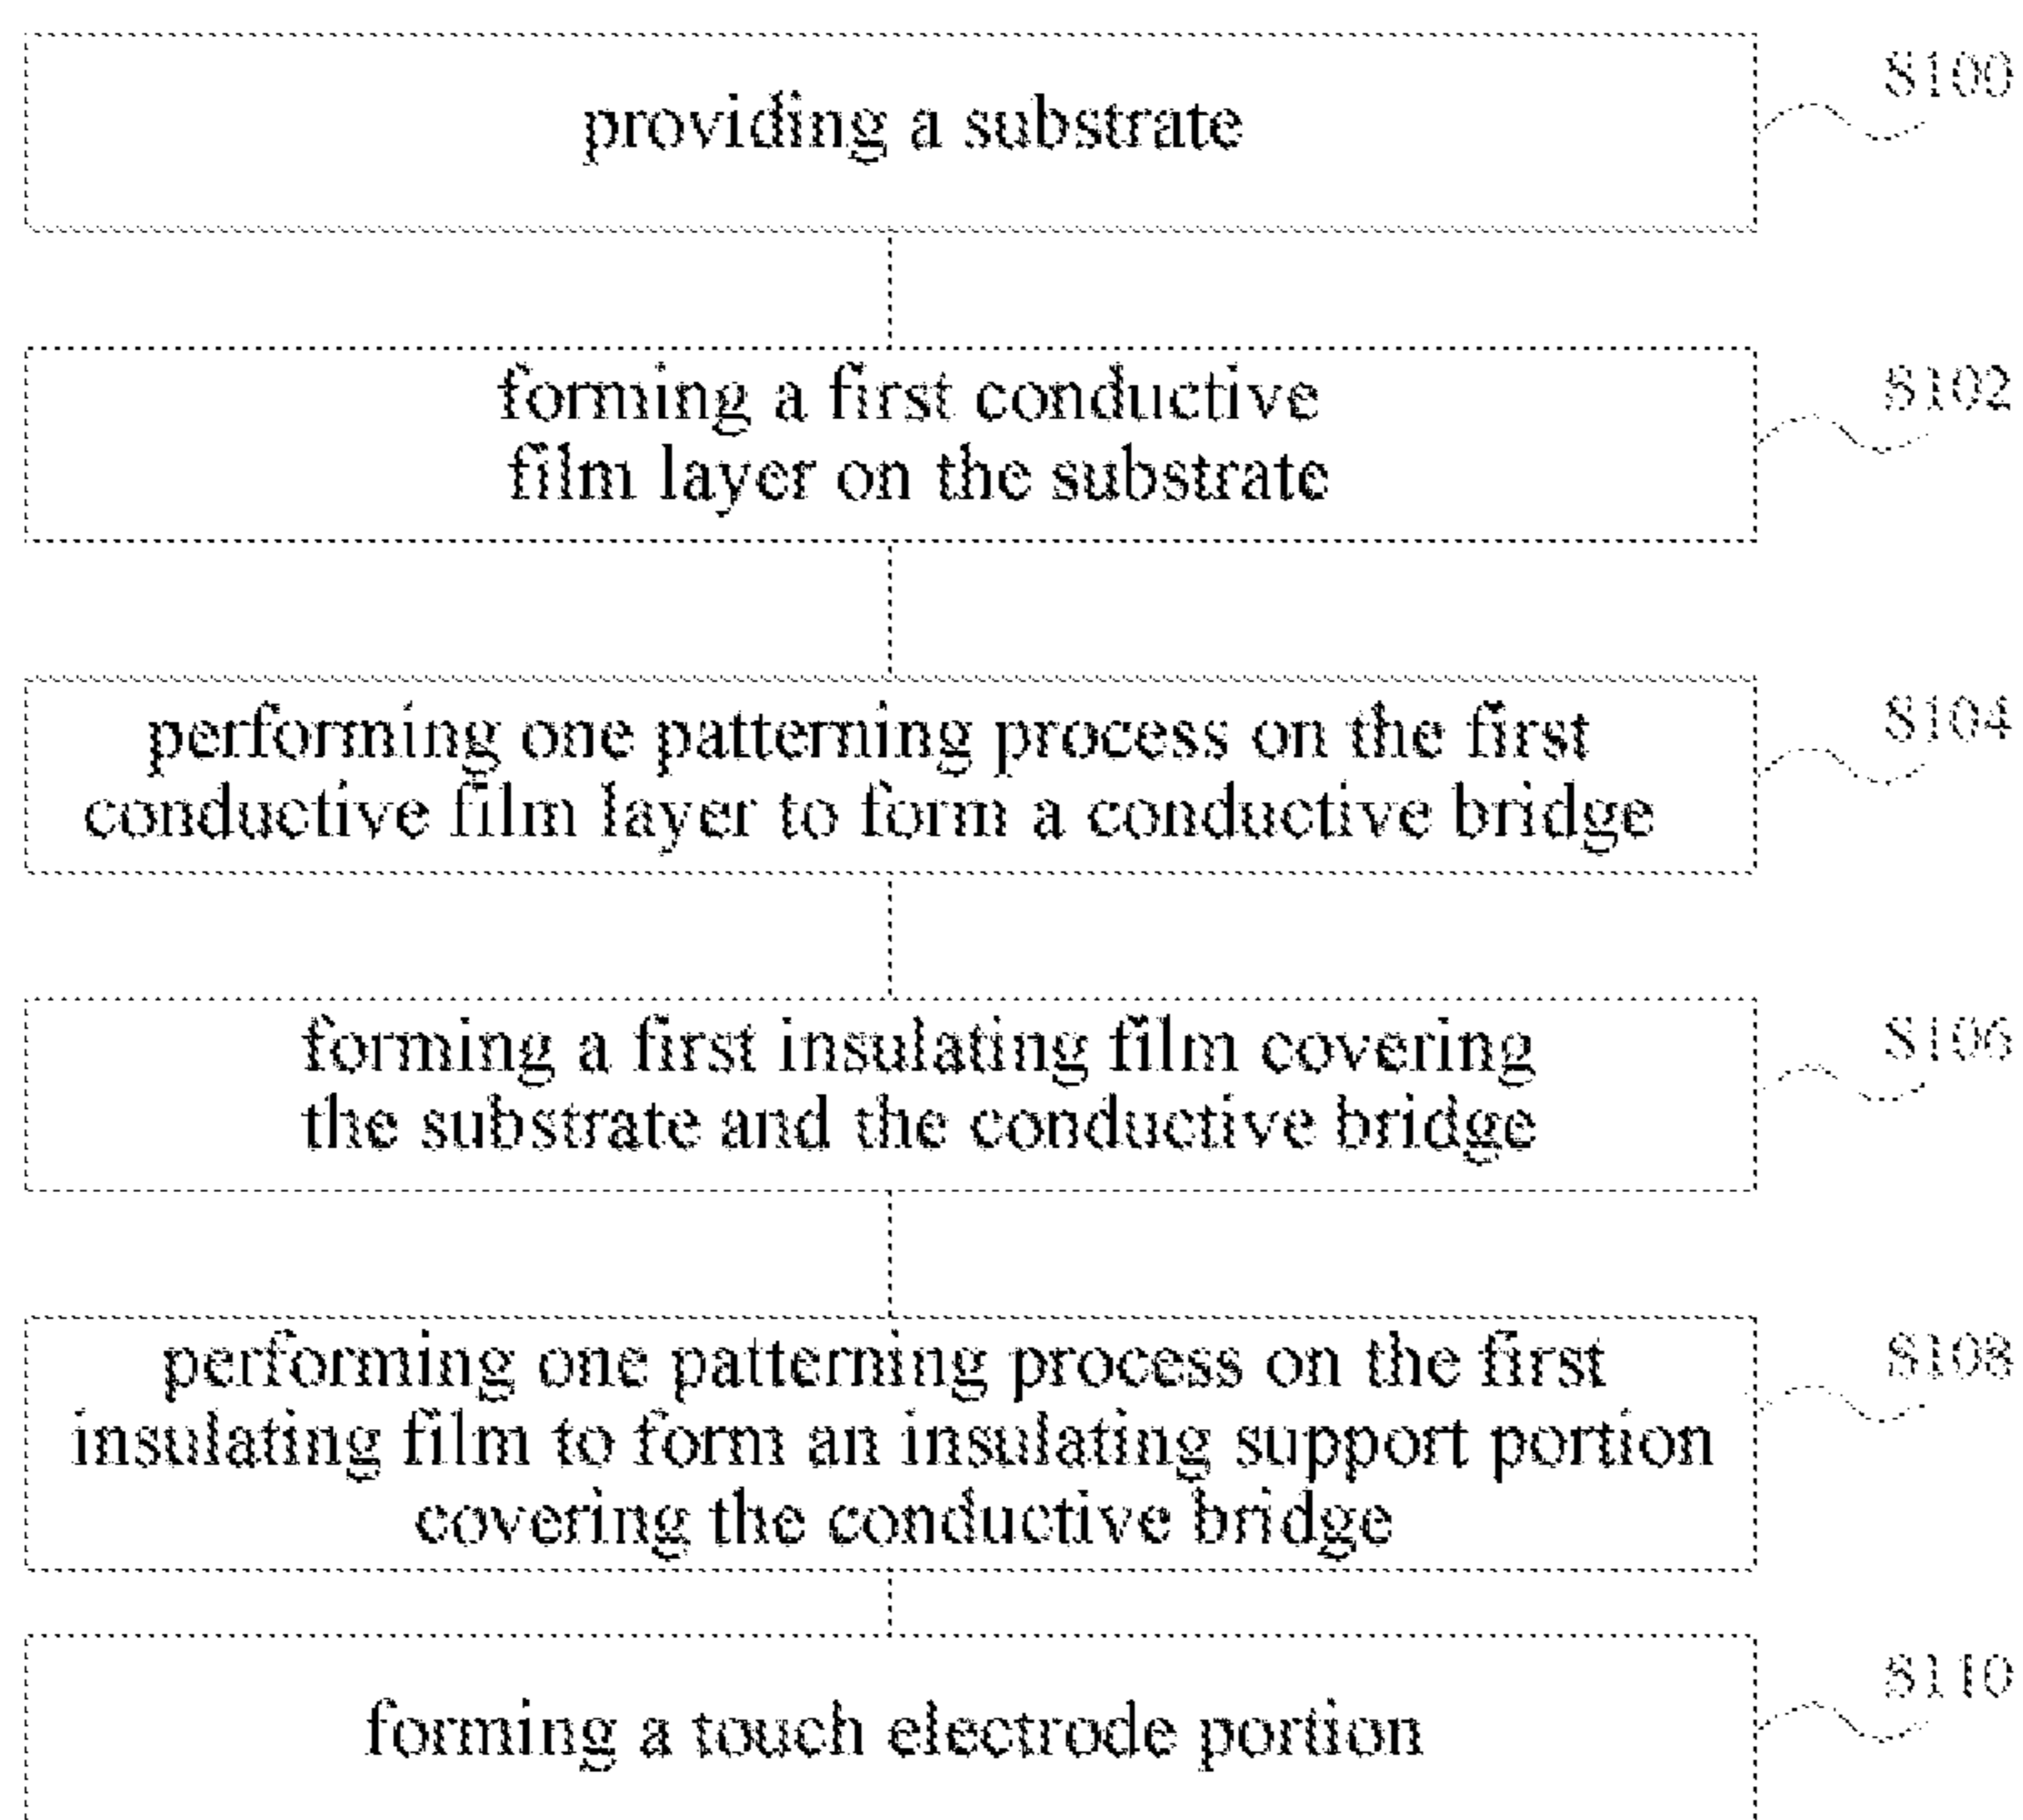 providing a substrate
S100
forming a first conductive
film layer on the substrate
S102
performing one patterning process on the first
conductive film layer to form a conductive bridge
S104
forming a first insulating film covering
the substrate and the conductive bridge
S106
performing one patterning process on the first
insulating film to form an insulating support portion
covering the conductive bridge
S108
forming a touch electrode portion
S110